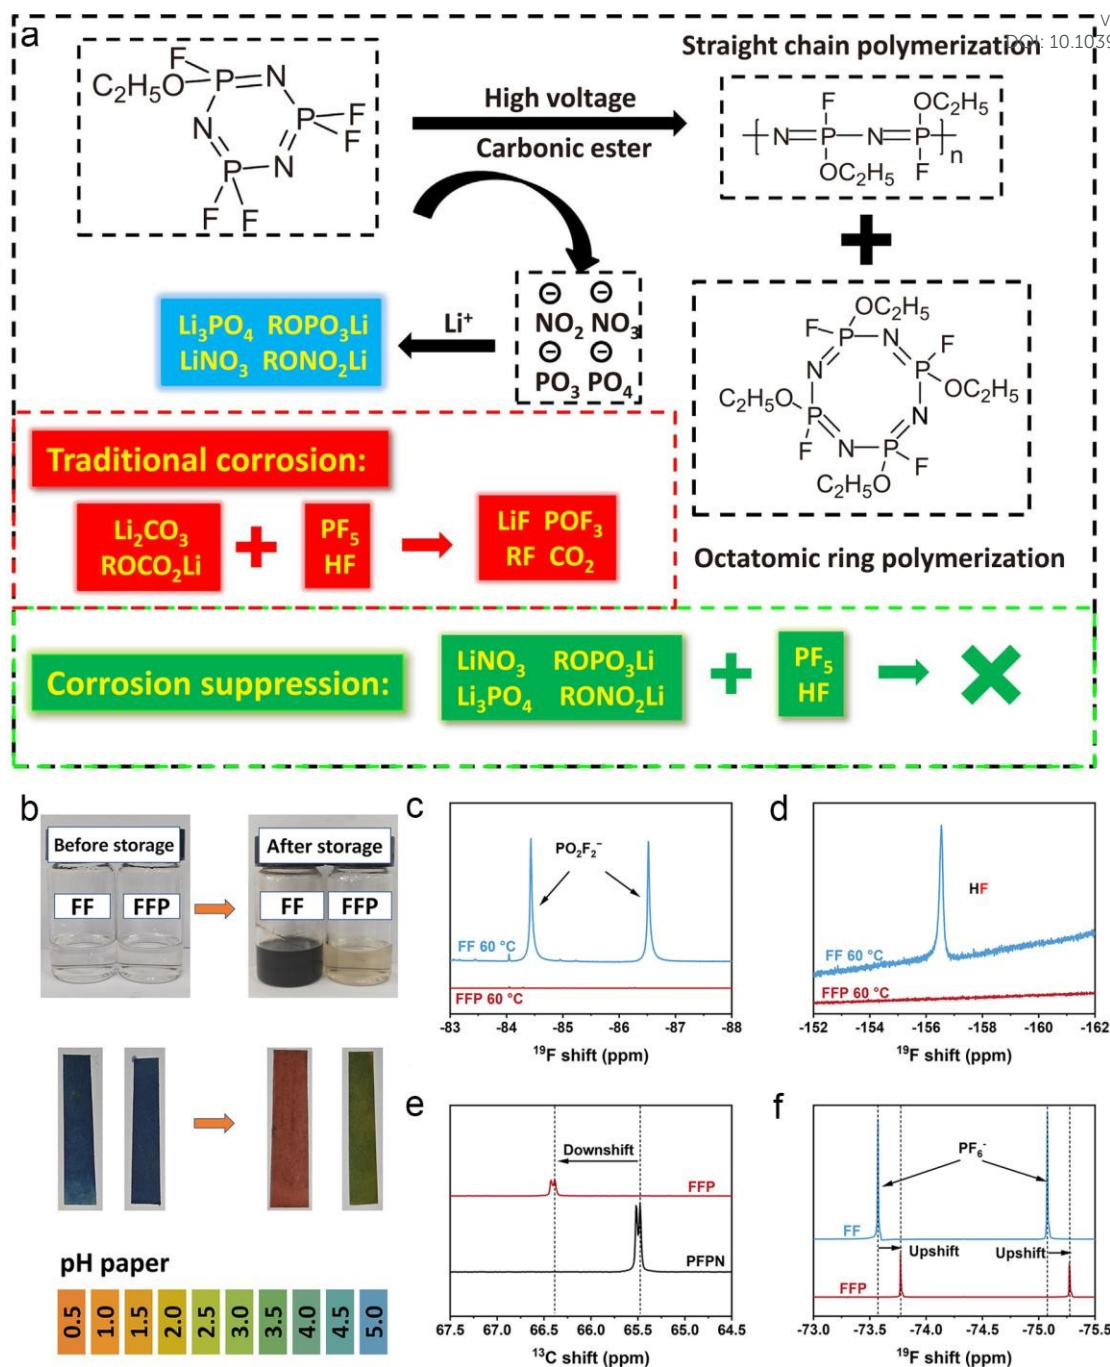 a
V
DOI: 10.1039
Straight chain polymerization
F
C₂H₅O
P
N
N
P
F
F
P
N
F
F
High voltage
Carbonic ester
F
OC₂H₅
N=P—N=P
OC₂H₅
F
n
+
⊖ ⊖
NO₂ NO₃
⊖ ⊖
PO₃ PO₄
Li⁺
Li₃PO₄ ROPO₃Li
LiNO₃ RONO₂Li
OC₂H₅
F
P
N
F
N
P
OC₂H₅
C₂H₅O
P
N
F
N
P
F
C₂H₅O
Octatomic ring polymerization
Traditional corrosion:
Li₂CO₃
ROCO₂Li
+
PF₅
HF
LiF POF₃
RF CO₂
Corrosion suppression:
LiNO₃ ROPO₃Li
Li₃PO₄ RONO₂Li
+
PF₅
HF
b
Before storage
FF FFP
After storage
FF FFP
pH paper
0.5 1.0 1.5 2.0 2.5 3.0 3.5 4.0 4.5 5.0
c
PO₂F₂⁻
FF 60 °C
FFP 60 °C
-83 -84 -85 -86 -87 -88
¹⁹F shift (ppm)
d
HF
FF 60 °C
FFP 60 °C
-152 -154 -156 -158 -160 -162
¹⁹F shift (ppm)
e
Downshift
FFP
PFPN
67.5 67.0 66.5 66.0 65.5 65.0 64.5
¹³C shift (ppm)
f
PF₆⁻
FF
Upshift Upshift
FFP
-73.0 -73.5 -74.0 -74.5 -75.0 -75.5
¹⁹F shift (ppm)